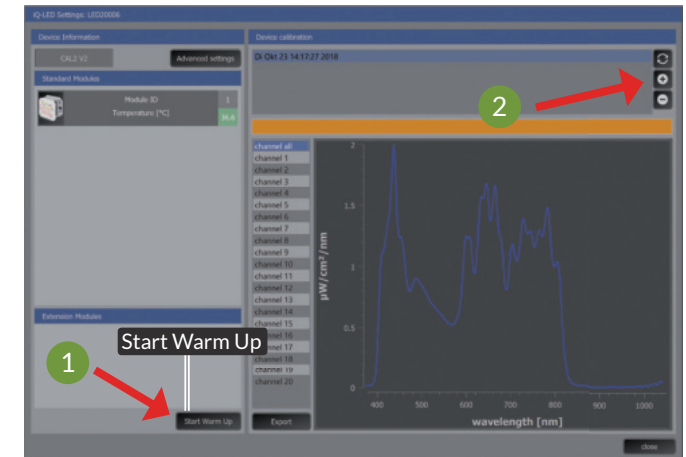 iQ-LED Settings: LED20006
Device Information
CAL2 V2
Advanced settings
Standard Modules
Module ID
1
Temperature [°C]
36.6
Extension Modules
Start Warm Up
1
Start Warm Up
Device calibration
Di Okt 23 14:17:27 2018
2
channel all
channel 1
channel 2
channel 3
channel 4
channel 5
channel 6
channel 7
channel 8
channel 9
channel 10
channel 11
channel 12
channel 13
channel 14
channel 15
channel 16
channel 17
channel 18
channel 19
channel 20
Export
µW/cm²/nm
2
1.5
1
0.5
0
400 500 600 700 800 900 1000
wavelength [nm]
close